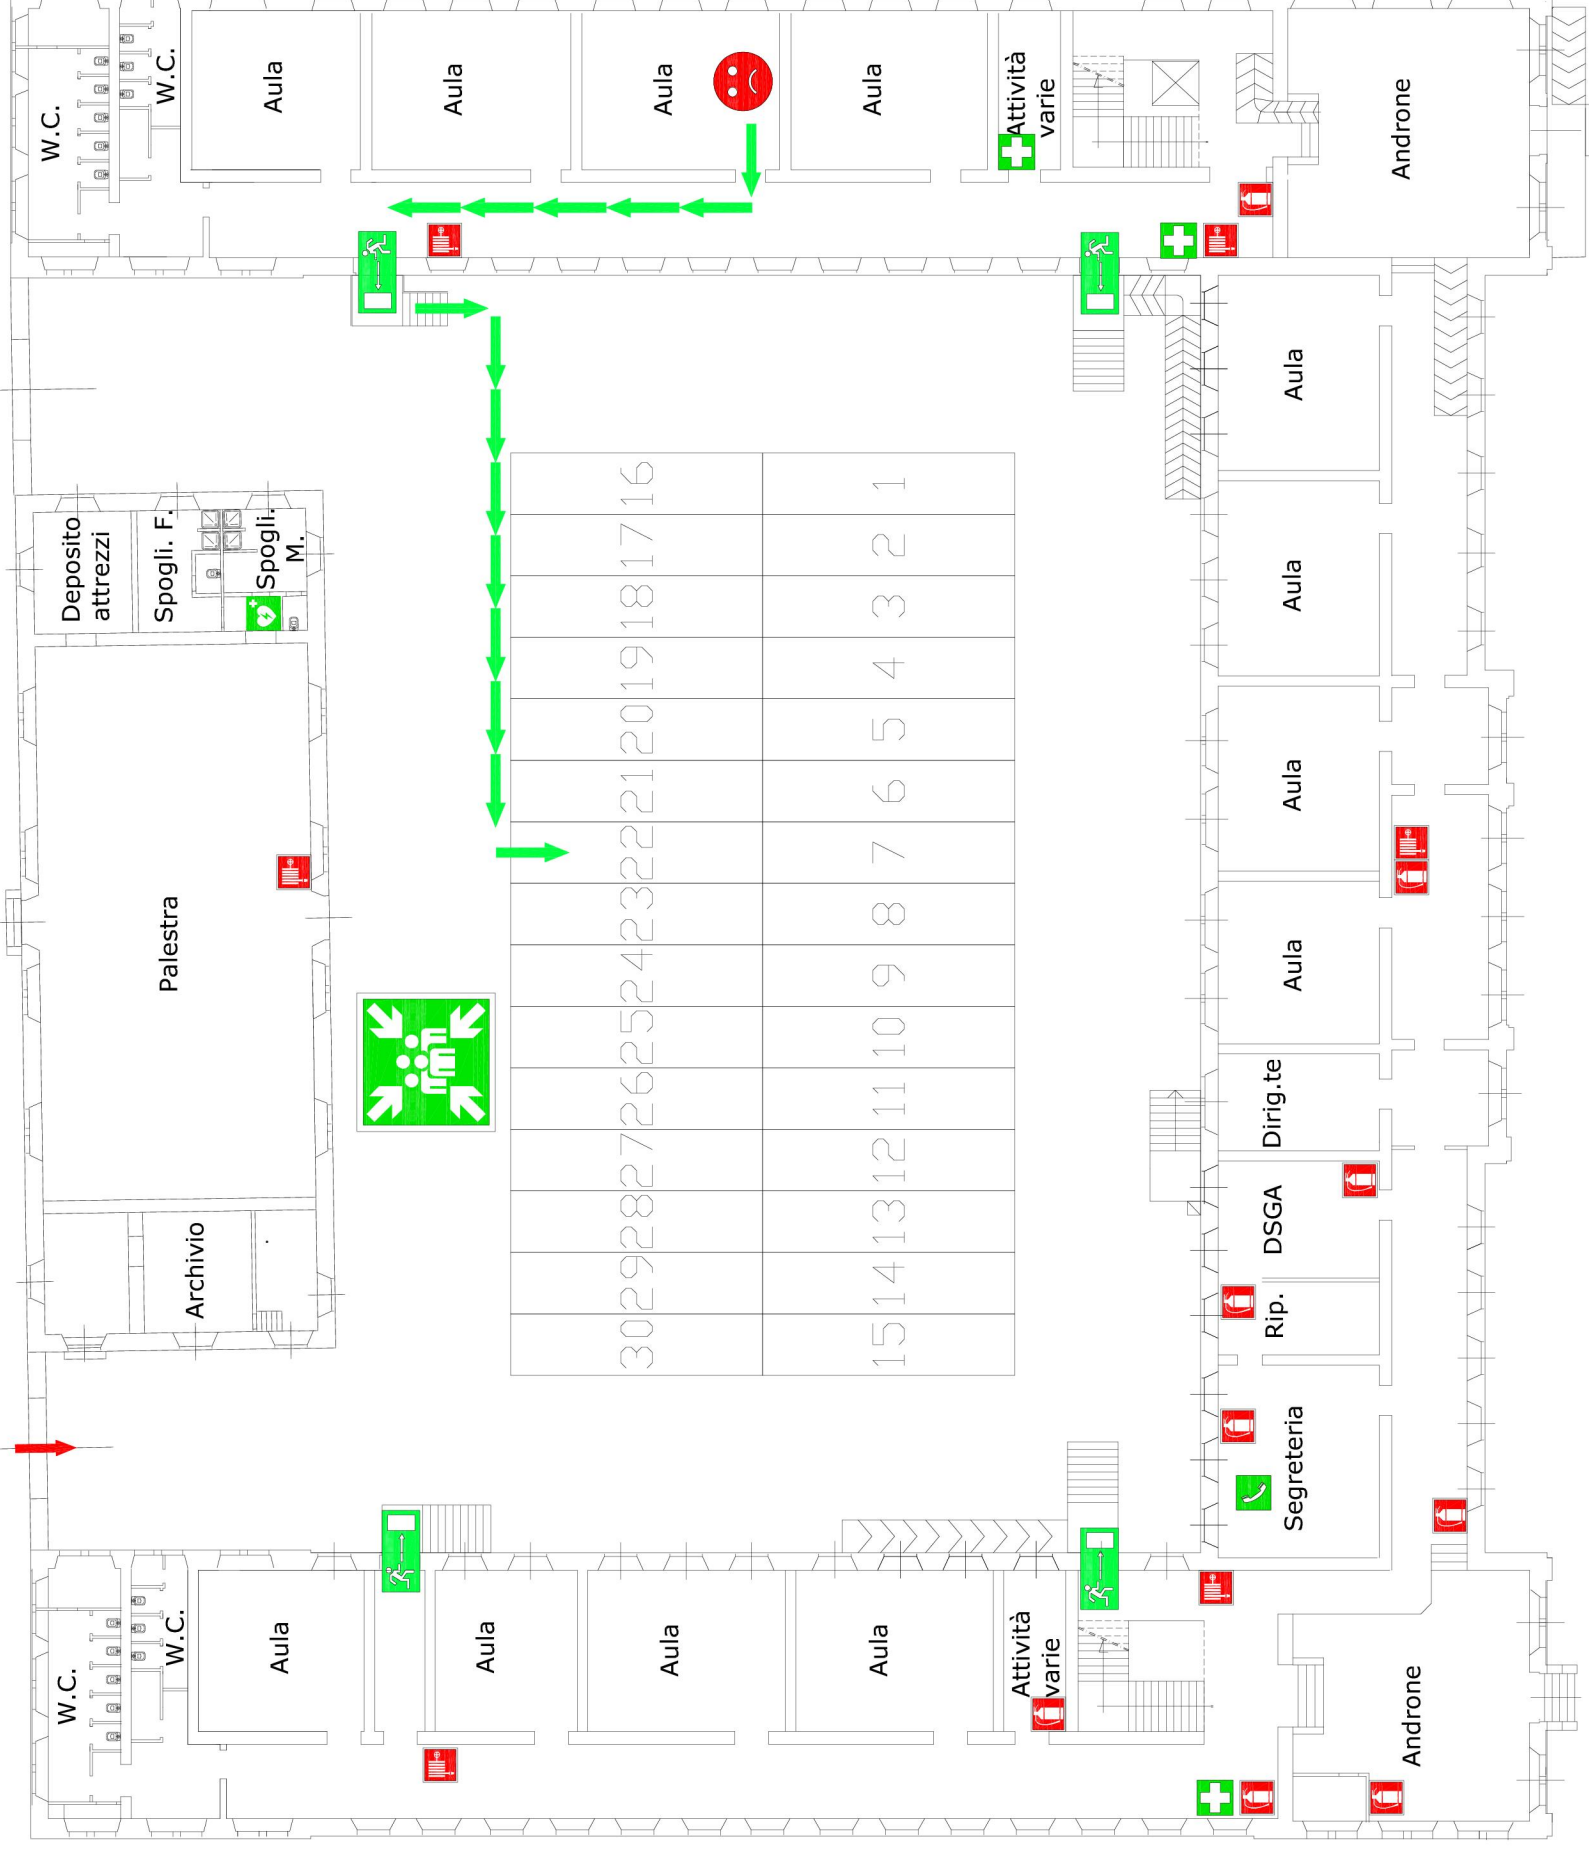 W.C.
W.C.
Aula
Aula
Aula
Aula
Attività
varie
Androne
Aula
Aula
Aula
Aula
Dirig.te
DSGA
Rip.
Segreteria
Deposito
attrezzi
Spogli. F.
Spogli.
M.
Palestra
Archivio
16 1
17 2
18 3
19 4
20 5
21 6
22 7
23 8
24 9
25 10
26 11
27 12
28 13
29 14
30 15
W.C.
W.C.
Aula
Aula
Aula
Aula
Attività
varie
Androne